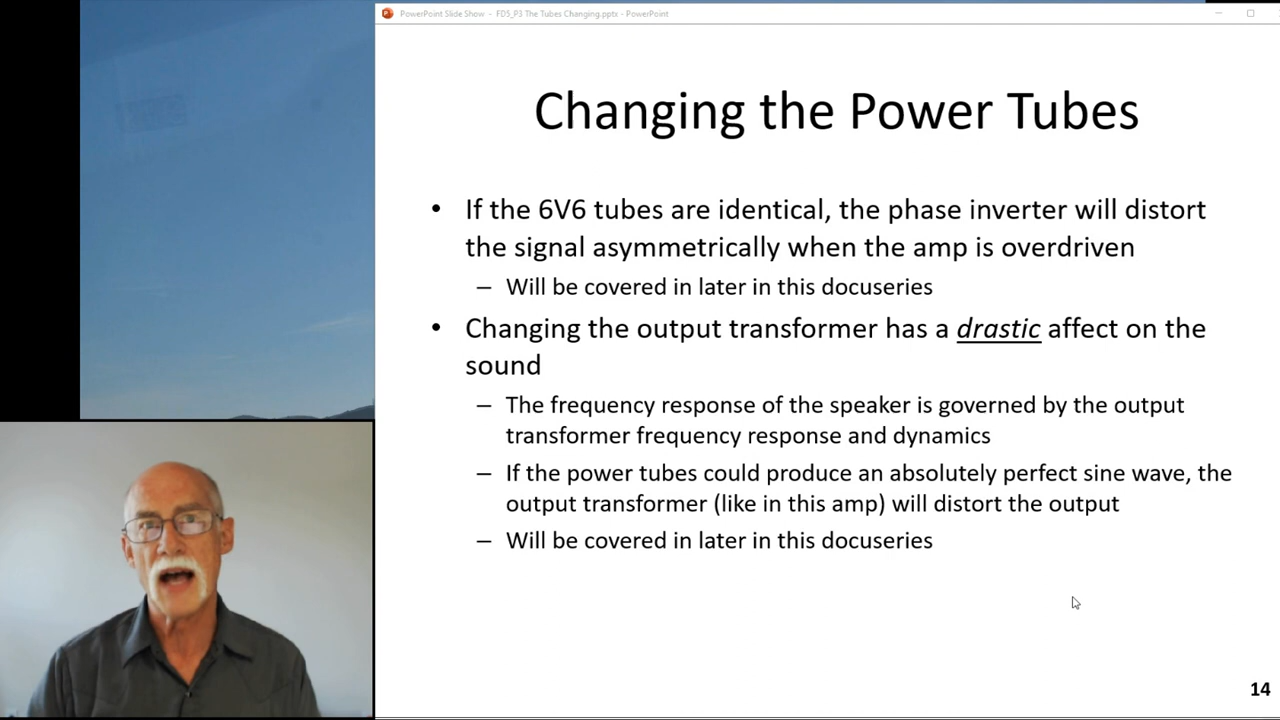 PowerPoint Slide Show - FD5_P3 The Tubes Changing.pptx - PowerPoint
Changing the Power Tubes
• If the 6V6 tubes are identical, the phase inverter will distort
the signal asymmetrically when the amp is overdriven
– Will be covered in later in this docuseries
• Changing the output transformer has a drastic affect on the
sound
– The frequency response of the speaker is governed by the output
transformer frequency response and dynamics
– If the power tubes could produce an absolutely perfect sine wave, the
output transformer (like in this amp) will distort the output
– Will be covered in later in this docuseries
14